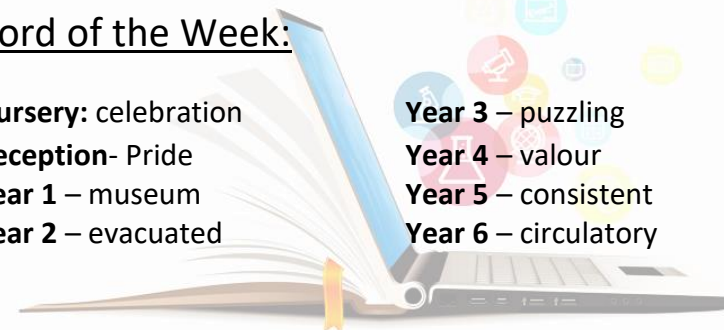 ord of the Week:
ursery: celebration
eception- Pride
ear 1 – museum
ear 2 – evacuated
Year 3 – puzzling
Year 4 – valour
Year 5 – consistent
Year 6 – circulatory